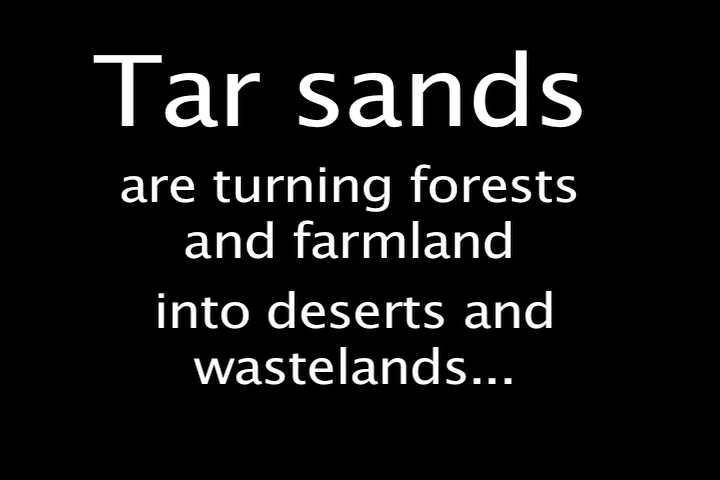 Tar sands
are turning forests
and farmland
into deserts and
wastelands...